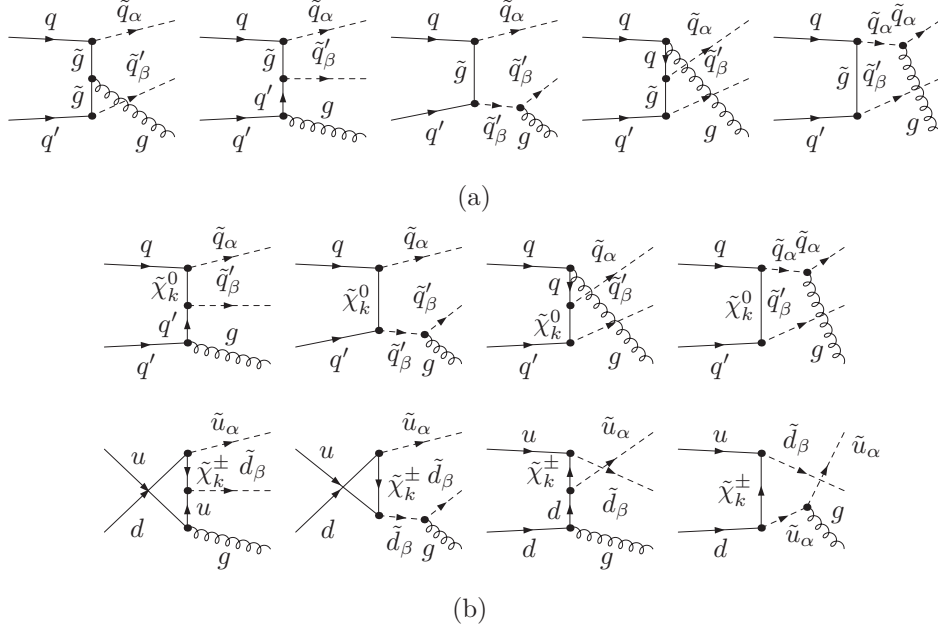 q q̃α g̃ q̃′β g̃ q′ g
q q̃α g̃ q̃′β q′ q′ g
q q̃α g̃ q̃′β q′ q̃′β g
q q̃α q q̃′β g̃ q′ g
q q̃α q̃α g̃ q̃′β q′ g
(a)
q q̃α χ̃⁰k q̃′β q′ q′ g
q q̃α χ̃⁰k q̃′β q′ q̃′β g
q q̃α q q̃′β χ̃⁰k q′ g
q q̃α q̃α χ̃⁰k q̃′β q′ g
u ũα χ̃±k d̃β u d g
u ũα χ̃±k d̃β d d̃β g
u ũα χ̃±k d̃β d d g
u d̃β ũα χ̃±k g d ũα
(b)